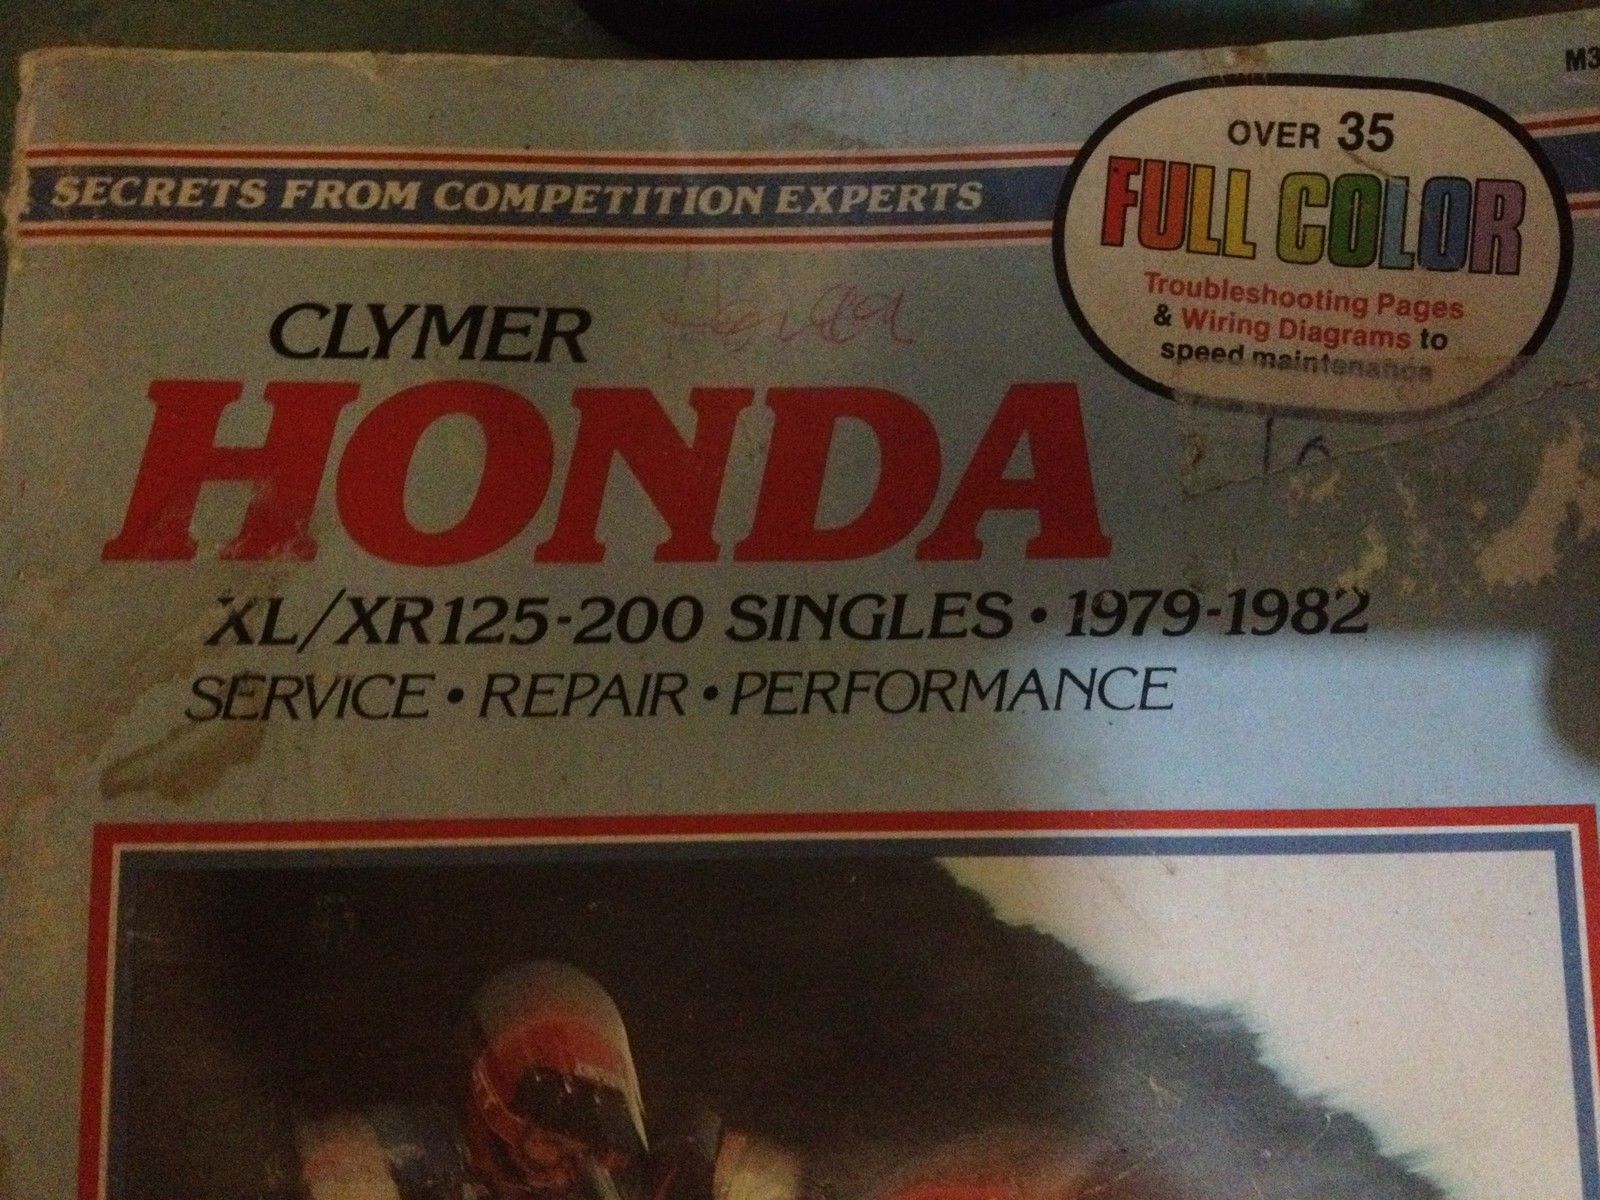 M3
SECRETS FROM COMPETITION EXPERTS
OVER 35
FULL COLOR
Troubleshooting Pages
& Wiring Diagrams to
speed maintenance
CLYMER
HONDA
XL/XR125-200 SINGLES • 1979-1982
SERVICE • REPAIR • PERFORMANCE